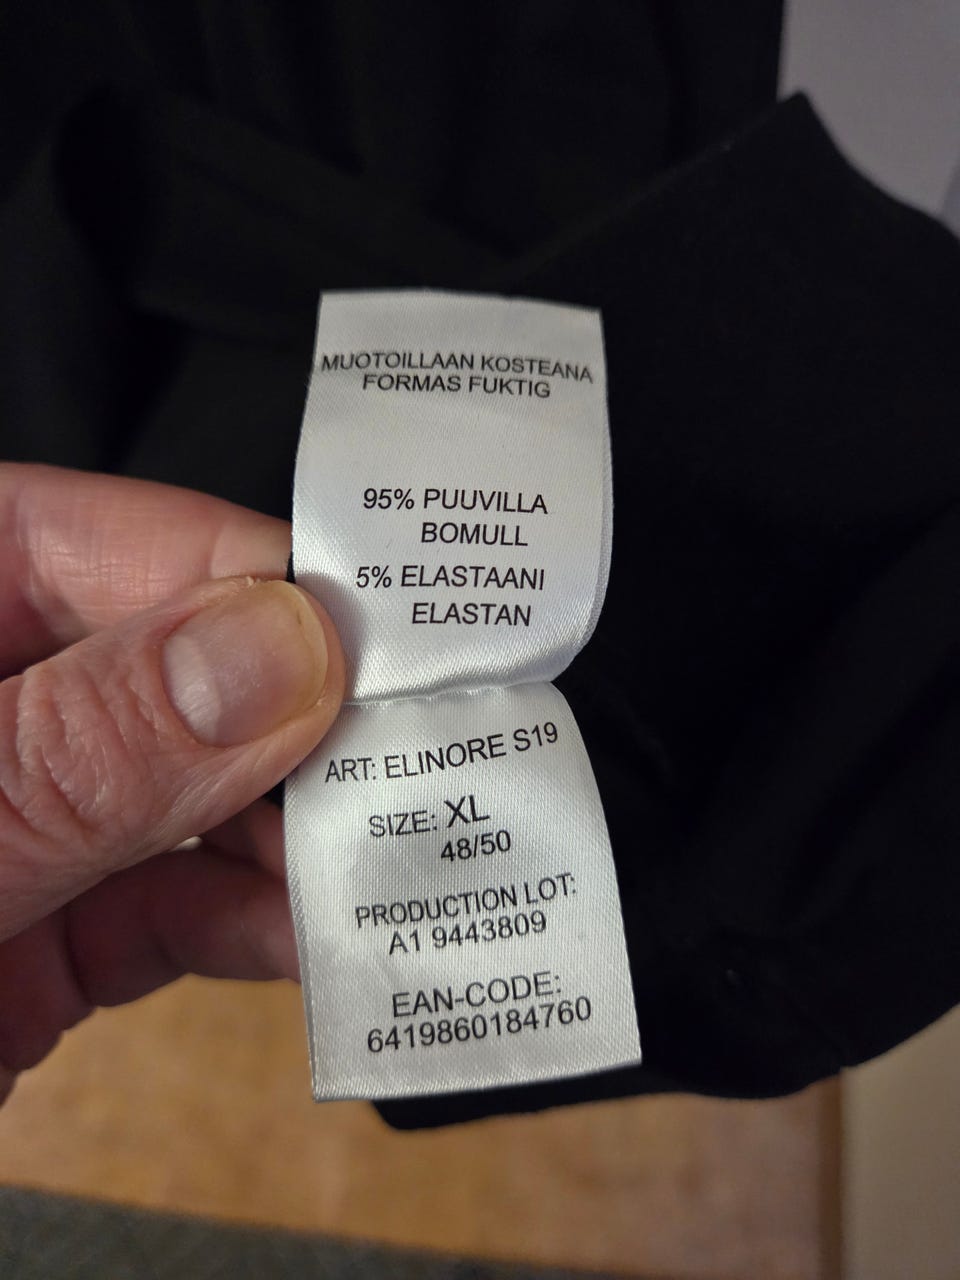 MUOTOILLAAN KOSTEANA
FORMAS FUKTIG
95% PUUVILLA
BOMULL
5% ELASTAANI
ELASTAN
ART: ELINORE S19
SIZE: XL
48/50
PRODUCTION LOT:
A1 9443809
EAN-CODE:
6419860184760